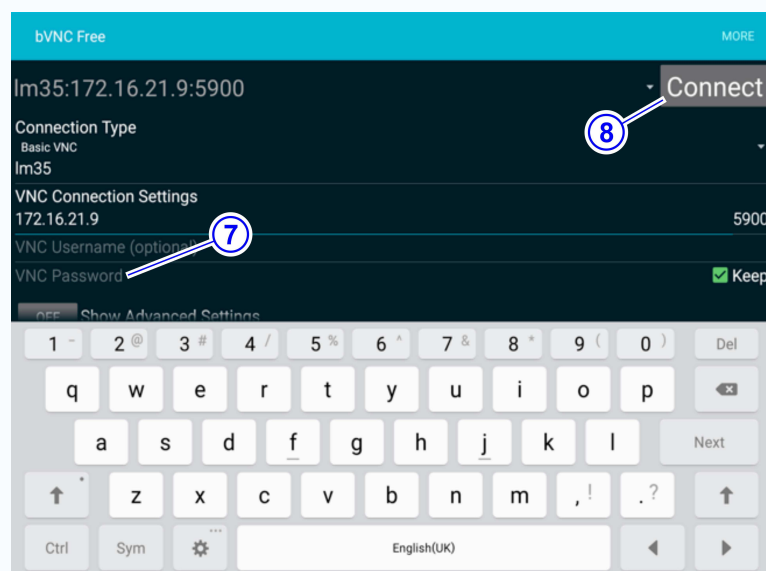 bVNC Free MORE
lm35:172.16.21.9:5900 Connect
8
Connection Type
Basic VNC
lm35
VNC Connection Settings
172.16.21.9 5900
7
VNC Username (optional)
VNC Password Keep
OFF Show Advanced Settings
1 - 2 @ 3 # 4 / 5 % 6 ^ 7 & 8 * 9 ( 0 ) Del
q w e r t y u i o p
a s d f g h j k l Next
z x c v b n m , ! . ?
Ctrl Sym ... English(UK)